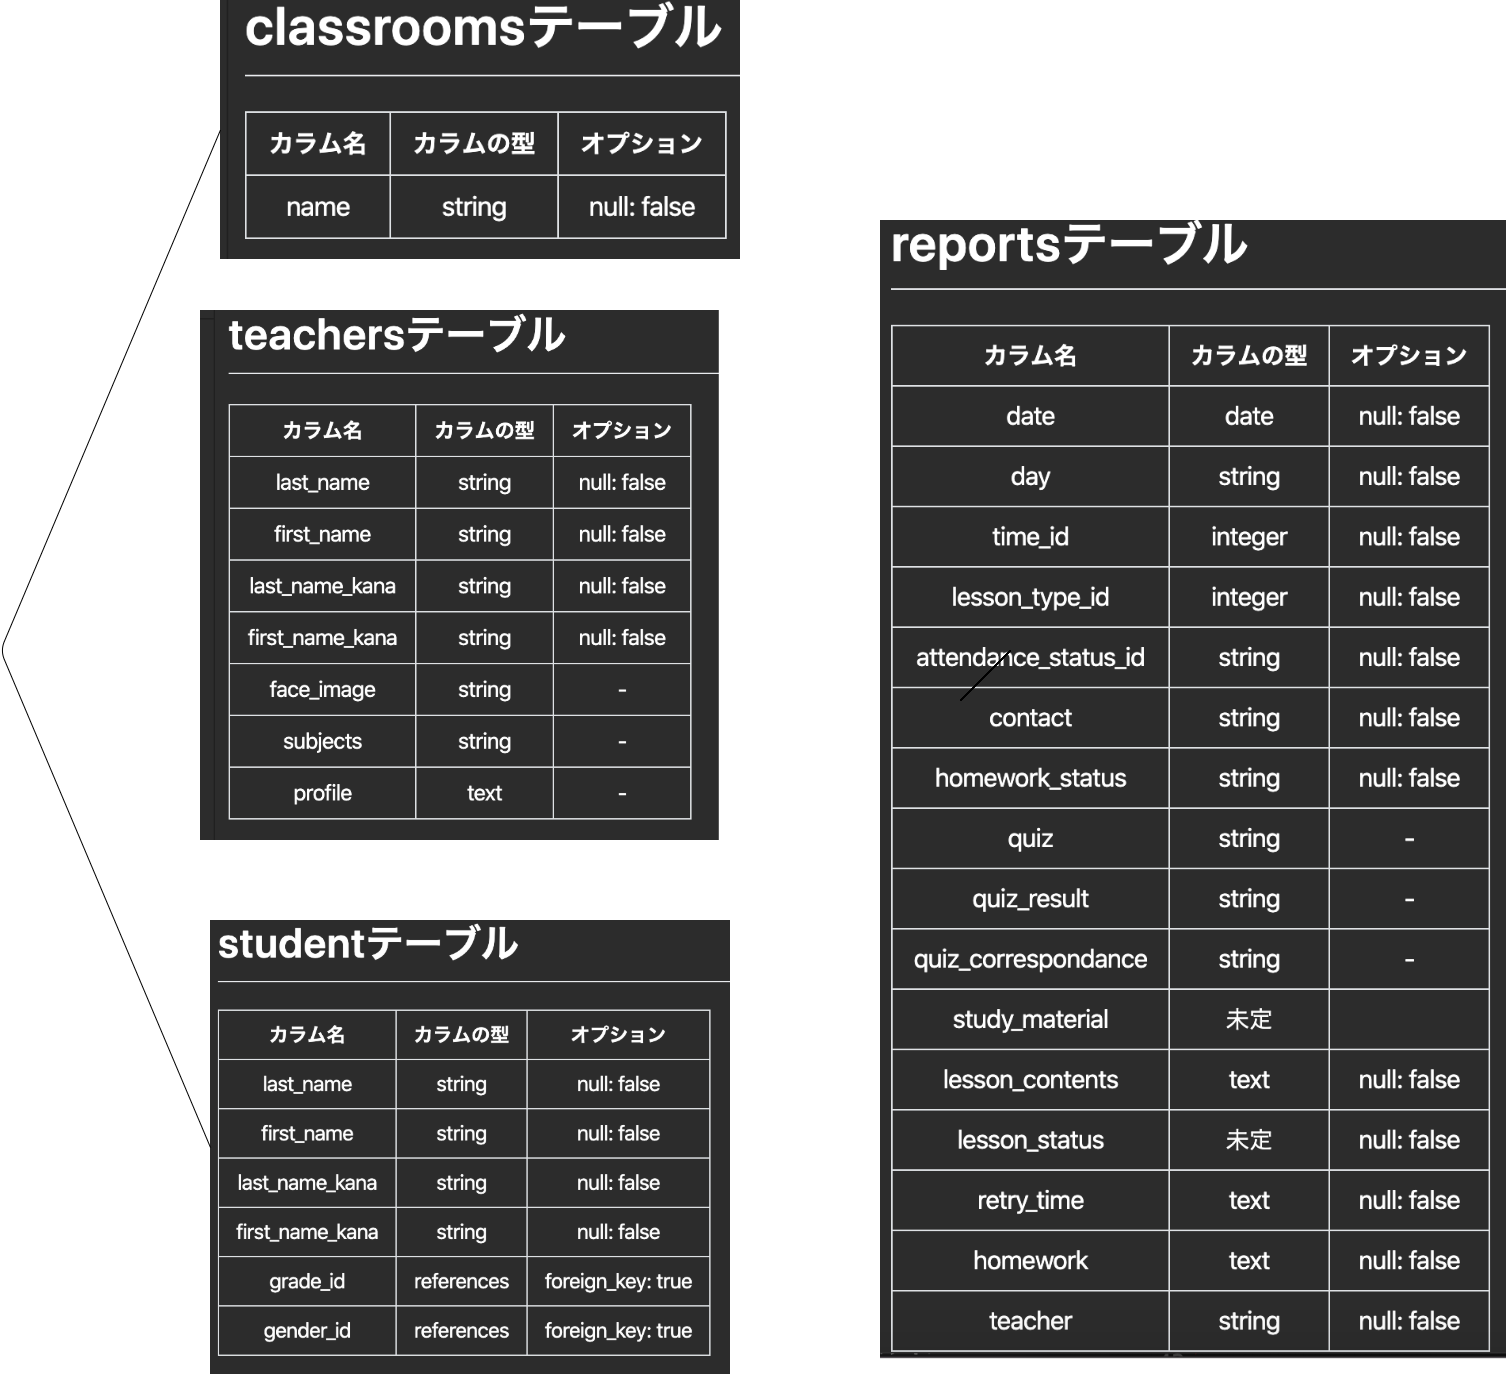 classroomsテーブル
カラム名 カラムの型 オプション
name string null: false
teachersテーブル
カラム名 カラムの型 オプション
last_name string null: false
first_name string null: false
last_name_kana string null: false
first_name_kana string null: false
face_image string -
subjects string -
profile text -
studentテーブル
カラム名 カラムの型 オプション
last_name string null: false
first_name string null: false
last_name_kana string null: false
first_name_kana string null: false
grade_id references foreign_key: true
gender_id references foreign_key: true
reportsテーブル
カラム名 カラムの型 オプション
date date null: false
day string null: false
time_id integer null: false
lesson_type_id integer null: false
attendance_status_id string null: false
contact string null: false
homework_status string null: false
quiz string -
quiz_result string -
quiz_correspondance string -
study_material 未定
lesson_contents text null: false
lesson_status 未定 null: false
retry_time text null: false
homework text null: false
teacher string null: false